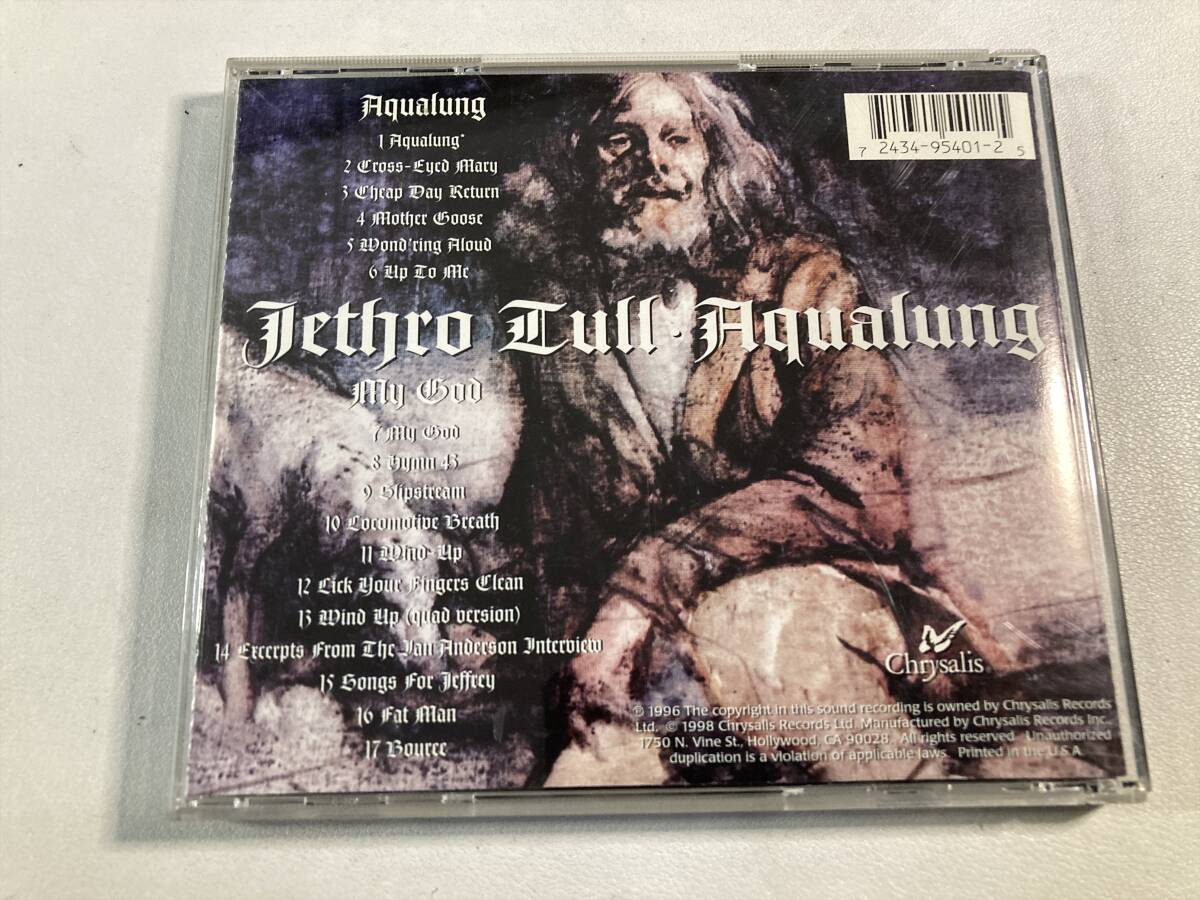 Aqualung
1 Aqualung*
2 Cross-Eyed Mary
3 Cheap Day Return
4 Mother Goose
5 Wond'ring Aloud
6 Up To Me
7 2434-95401-2 5
Jethro Tull · Aqualung
My God
7 My God
8 Hymn 43
9 Slipstream
10 Locomotive Breath
11 Wind-Up
12 Lick Your Fingers Clean
13 Wind Up (quad version)
14 Excerpts From The Ian Anderson Interview
15 Songs For Jeffrey
16 Fat Man
17 Bouree
Chrysalis®
℗ 1996 The copyright in this sound recording is owned by Chrysalis Records
Ltd. © 1998 Chrysalis Records Ltd. Manufactured by Chrysalis Records Inc.,
1750 N. Vine St., Hollywood, CA 90028. All rights reserved. Unauthorized
duplication is a violation of applicable laws. Printed in the U.S.A.